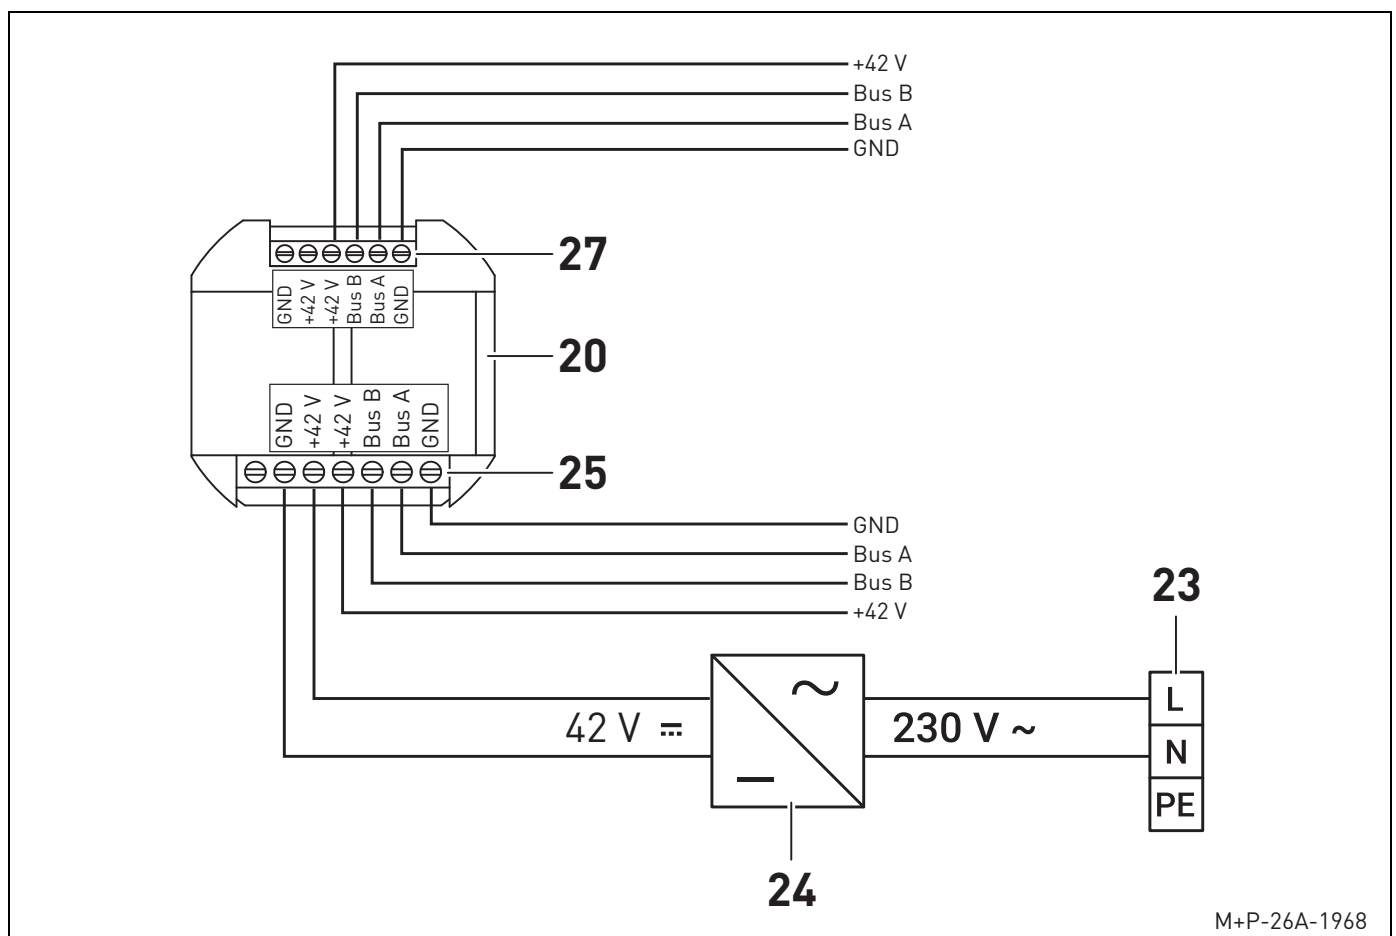 +42 V
Bus B
Bus A
GND
27
GND
+42 V
+42 V
Bus B
Bus A
GND
20
GND
+42 V
+42 V
Bus B
Bus A
GND
25
GND
Bus A
Bus B
+42 V
23
L
42 V
230 V ~
N
PE
24
M+P-26A-1968